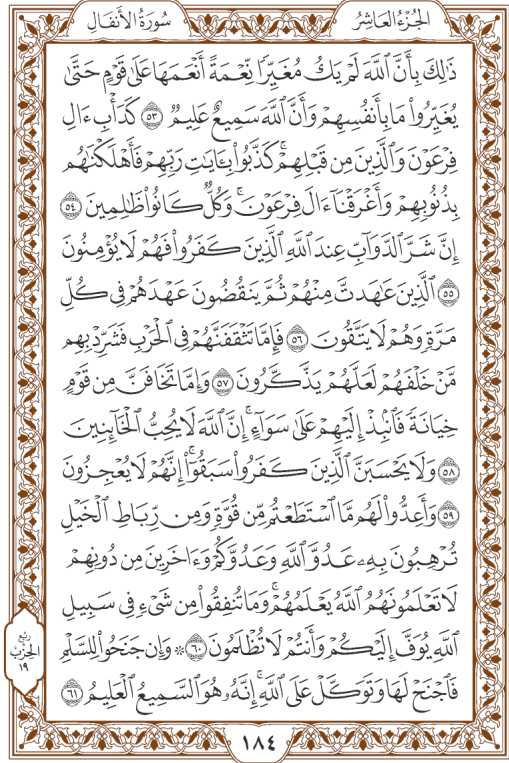 الجُزْءُ العَاشِرُ
سُورَةُ الأَنفَال
ذَٰلِكَ بِأَنَّ ٱللَّهَ لَمْ يَكُ مُغَيِّرًا نِّعْمَةً أَنْعَمَهَا عَلَىٰ قَوْمٍ حَتَّىٰ
يُغَيِّرُوا۟ مَا بِأَنفُسِهِمْ وَأَنَّ ٱللَّهَ سَمِيعٌ عَلِيمٌ ٥٣ كَدَأْبِ ءَالِ
فِرْعَوْنَ وَٱلَّذِينَ مِن قَبْلِهِمْ ۚ كَذَّبُوا۟ بِـَٔايَٰتِ رَبِّهِمْ فَأَهْلَكْنَٰهُم
بِذُنُوبِهِمْ وَأَغْرَقْنَآ ءَالَ فِرْعَوْنَ ۚ وَكُلٌّ كَانُوا۟ ظَٰلِمِينَ ٥٤
إِنَّ شَرَّ ٱلدَّوَآبِّ عِندَ ٱللَّهِ ٱلَّذِينَ كَفَرُوا۟ فَهُمْ لَا يُؤْمِنُونَ
٥٥ ٱلَّذِينَ عَٰهَدتَّ مِنْهُمْ ثُمَّ يَنقُضُونَ عَهْدَهُمْ فِى كُلِّ
مَرَّةٍ وَهُمْ لَا يَتَّقُونَ ٥٦ فَإِمَّا تَثْقَفَنَّهُمْ فِى ٱلْحَرْبِ فَشَرِّدْ بِهِم
مَّنْ خَلْفَهُمْ لَعَلَّهُمْ يَذَّكَّرُونَ ٥٧ وَإِمَّا تَخَافَنَّ مِن قَوْمٍ
خِيَانَةً فَٱنۢبِذْ إِلَيْهِمْ عَلَىٰ سَوَآءٍ ۚ إِنَّ ٱللَّهَ لَا يُحِبُّ ٱلْخَآئِنِينَ
٥٨ وَلَا يَحْسَبَنَّ ٱلَّذِينَ كَفَرُوا۟ سَبَقُوٓا۟ ۚ إِنَّهُمْ لَا يُعْجِزُونَ
٥٩ وَأَعِدُّوا۟ لَهُم مَّا ٱسْتَطَعْتُم مِّن قُوَّةٍ وَمِن رِّبَاطِ ٱلْخَيْلِ
تُرْهِبُونَ بِهِۦ عَدُوَّ ٱللَّهِ وَعَدُوَّكُمْ وَءَاخَرِينَ مِن دُونِهِمْ
لَا تَعْلَمُونَهُمُ ٱللَّهُ يَعْلَمُهُمْ ۚ وَمَا تُنفِقُوا۟ مِن شَىْءٍ فِى سَبِيلِ
ٱللَّهِ يُوَفَّ إِلَيْكُمْ وَأَنتُمْ لَا تُظْلَمُونَ ٦٠ ۞ وَإِن جَنَحُوا۟ لِلسَّلْمِ
فَٱجْنَحْ لَهَا وَتَوَكَّلْ عَلَى ٱللَّهِ ۚ إِنَّهُۥ هُوَ ٱلسَّمِيعُ ٱلْعَلِيمُ ٦١
ربع
الحزب
١٩
١٨٤